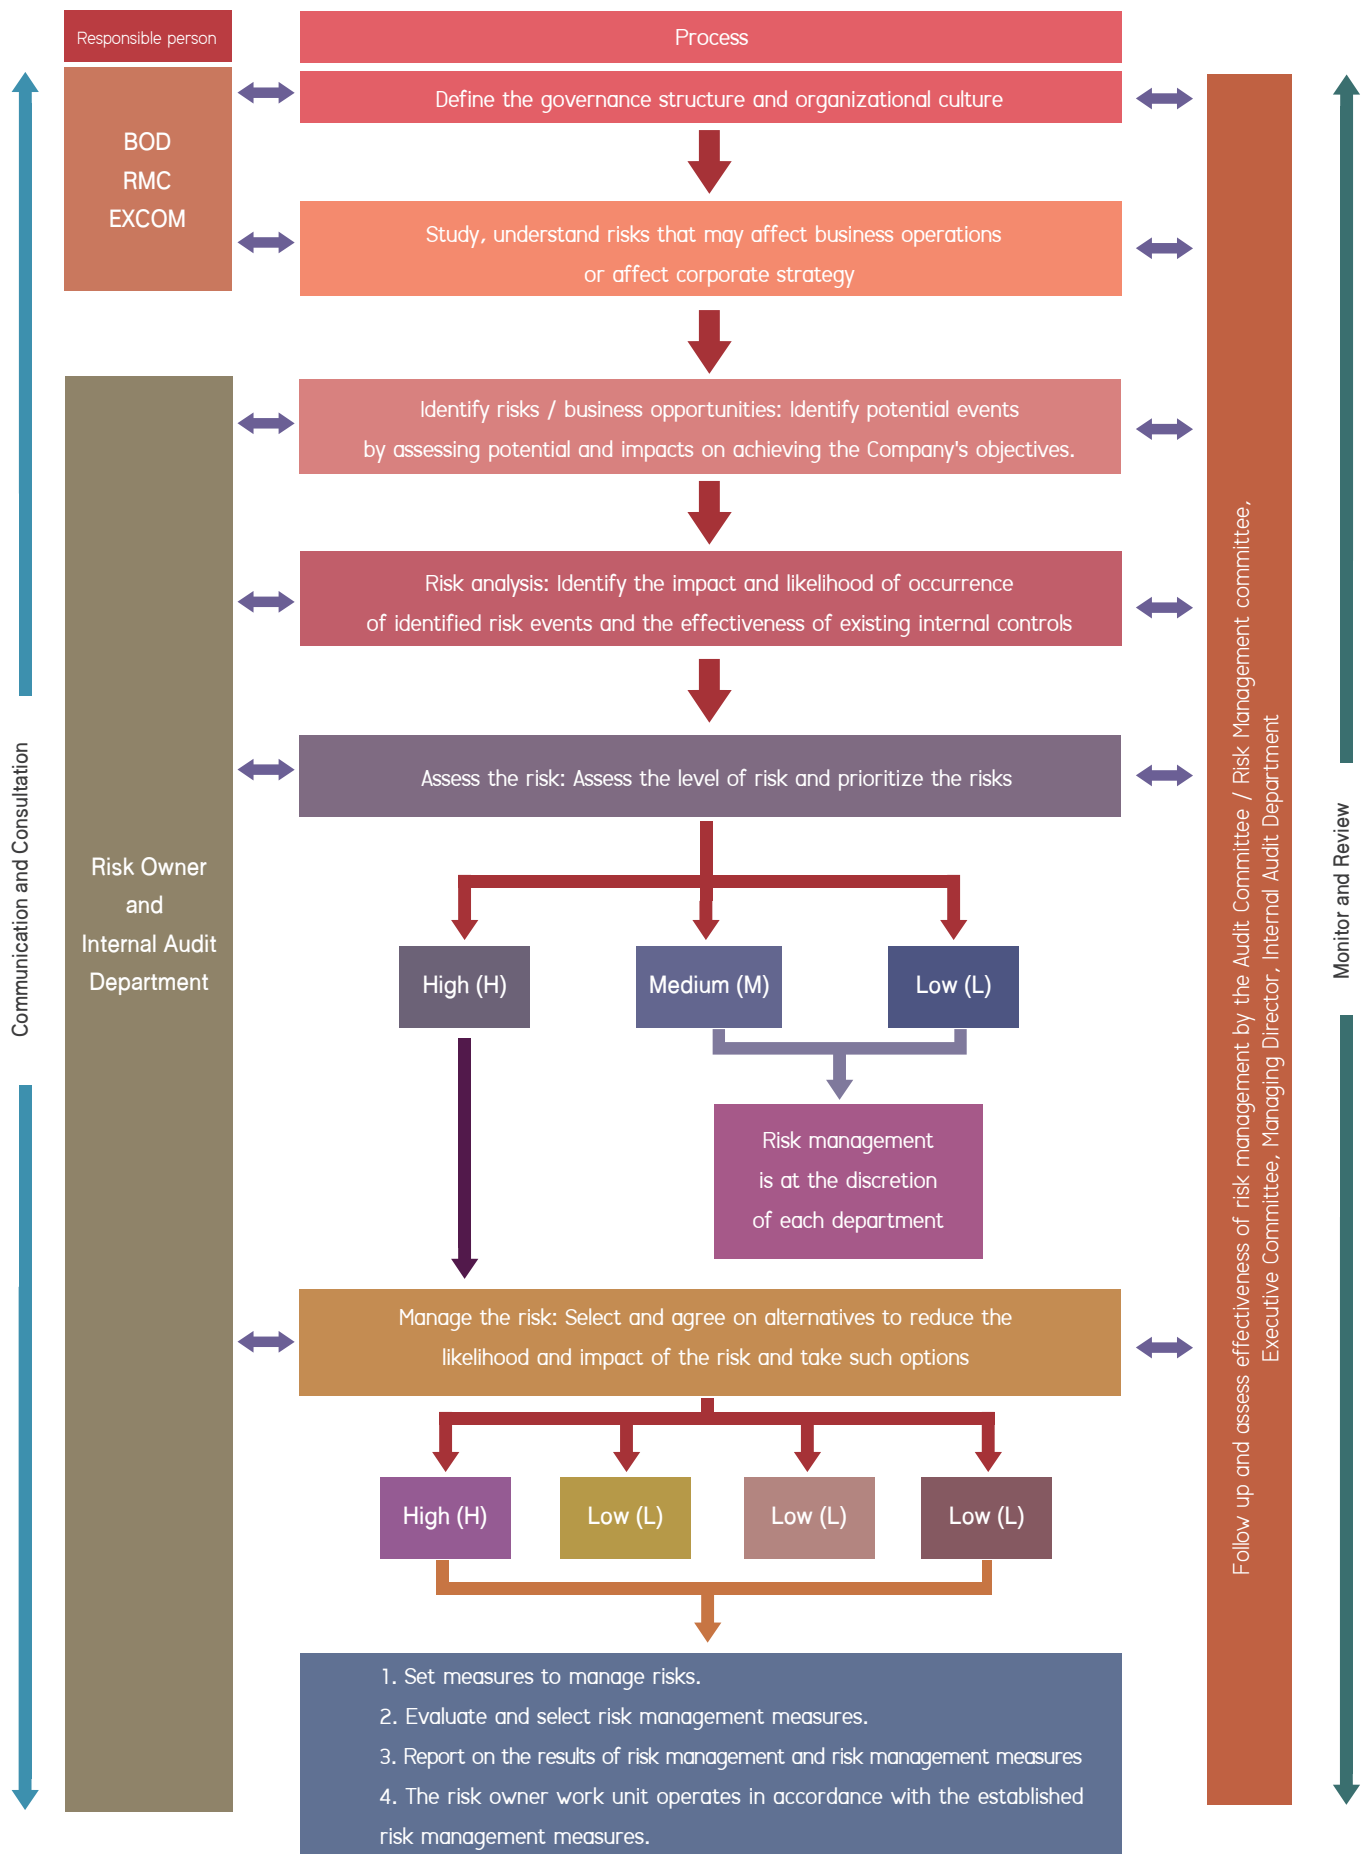 Responsible person
Process
BOD
RMC
EXCOM
Define the governance structure and organizational culture
Study, understand risks that may affect business operations
or affect corporate strategy
Identify risks / business opportunities: Identify potential events
by assessing potential and impacts on achieving the Company's objectives.
Risk analysis: Identify the impact and likelihood of occurrence
of identified risk events and the effectiveness of existing internal controls
Assess the risk: Assess the level of risk and prioritize the risks
Communication and Consultation
Risk Owner
and
Internal Audit
Department
High (H)
Medium (M)
Low (L)
Risk management
is at the discretion
of each department
Manage the risk: Select and agree on alternatives to reduce the
likelihood and impact of the risk and take such options
High (H)
Low (L)
Low (L)
Low (L)
1. Set measures to manage risks.
2. Evaluate and select risk management measures.
3. Report on the results of risk management and risk management measures
4. The risk owner work unit operates in accordance with the established
risk management measures.
Follow up and assess effectiveness of risk management by the Audit Committee / Risk Management committee,
Executive Committee, Managing Director, Internal Audit Department
Monitor and Review